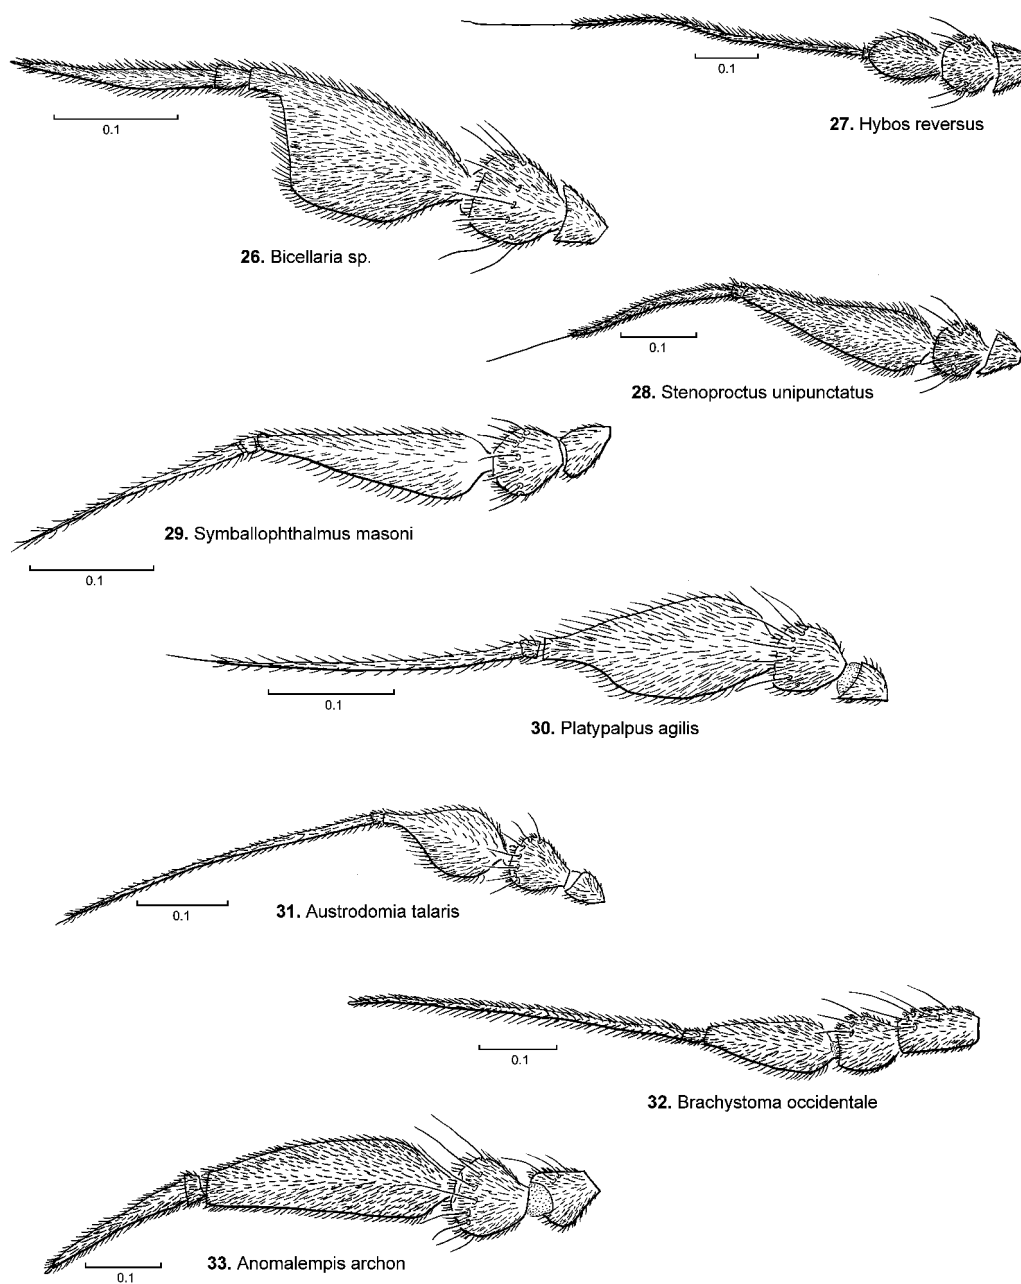 0.1
27. Hybos reversus
0.1
26. Bicellaria sp.
0.1
28. Stenoproctus unipunctatus
29. Symballophthalmus masoni
0.1
0.1
30. Platypalpus agilis
0.1
31. Austrodomia talaris
0.1
32. Brachystoma occidentale
33. Anomalempis archon
0.1